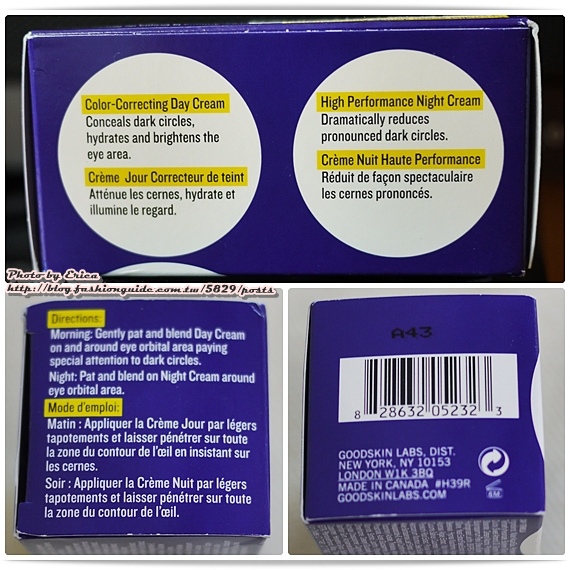 Color-Correcting Day Cream
Conceals dark circles,
hydrates and brightens the
eye area.
Crème Jour Correcteur de teint
Atténue les cernes, hydrate et
illumine le regard.
High Performance Night Cream
Dramatically reduces
pronounced dark circles.
Crème Nuit Haute Performance
Réduit de façon spectaculaire
les cernes prononcés.
Photo by Erica
http://blog.fashionguide.com.tw/5829/posts
Directions:
Morning: Gently pat and blend Day Cream
on and around eye orbital area paying
special attention to dark circles.
Night: Pat and blend on Night Cream around
eye orbital area.
Mode d'emploi:
Matin : Appliquer la Crème Jour par légers
tapotements et laisser pénétrer sur toute
la zone du contour de l'œil en insistant sur
les cernes.
Soir : Appliquer la Crème Nuit par légers
tapotements et laisser pénétrer sur toute
la zone du contour de l'œil.
A43
8 28632 05232 3
GOODSKIN LABS, DIST.
NEW YORK, NY 10153
LONDON W1K 3BQ
MADE IN CANADA #H39R
GOODSKINLABS.COM
6M